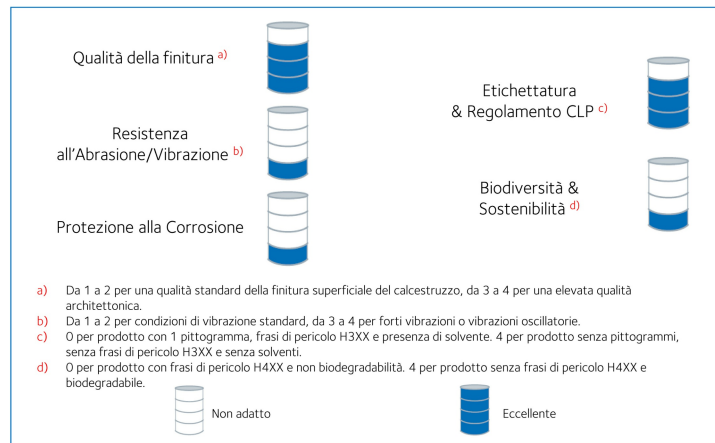 Qualità della finitura a)
Resistenza
all'Abrasione/Vibrazione b)
Protezione alla Corrosione
Etichettatura
& Regolamento CLP c)
Biodiversità &
Sostenibilità d)
a) Da 1 a 2 per una qualità standard della finitura superficiale del calcestruzzo, da 3 a 4 per una elevata qualità
architettonica.
b) Da 1 a 2 per condizioni di vibrazione standard, da 3 a 4 per forti vibrazioni o vibrazioni oscillatorie.
c) 0 per prodotto con 1 pittogramma, frasi di pericolo H3XX e presenza di solvente. 4 per prodotto senza pittogrammi,
senza frasi di pericolo H3XX e senza solventi.
d) 0 per prodotto con frasi di pericolo H4XX e non biodegradabilità. 4 per prodotto senza frasi di pericolo H4XX e
biodegradabile.
Non adatto
Eccellente